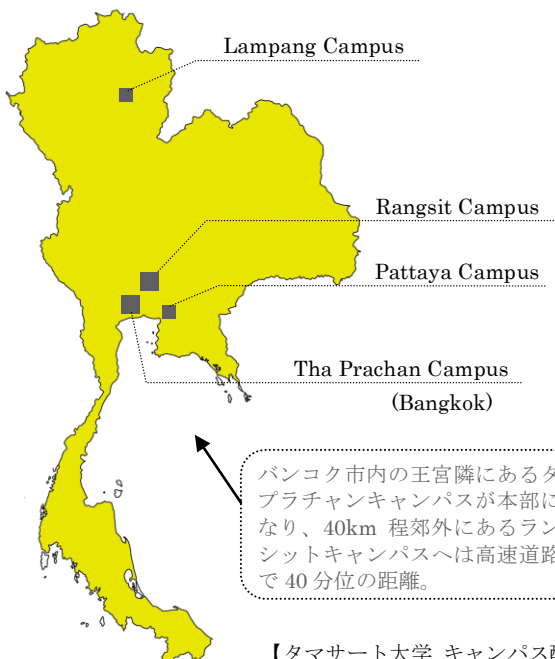 Lampang Campus
Rangsit Campus
Pattaya Campus
Tha Prachan Campus
(Bangkok)
バンコク市内の王宮隣にあるタ
プラチャンキャンパスが本部に
なり、40km 程郊外にあるラン
シットキャンパスへは高速道路
で 40 分位の距離。
【タマサート大学 キャンパス